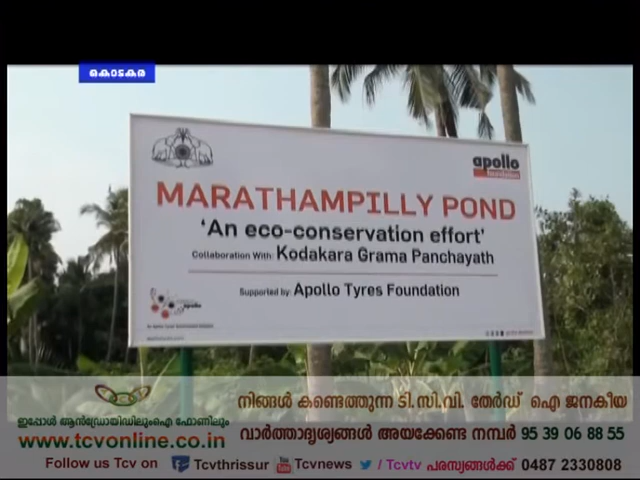 കൊടകര
apollo
foundation
MARATHAMPILLY POND
'An eco-conservation effort'
Collaboration With: Kodakara Grama Panchayath
Supported by: Apollo Tyres Foundation
apollo
ഇപ്പോൾ ആൻഡ്രോയിഡിലുംഐ ഫോണിലും
www.tcvonline.co.in
നിങ്ങൾ കണ്ടെത്തുന്ന ടി.സി.വി. തേർഡ് ഐ ജനകീയ
വാർത്താദൃശ്യങ്ങൾ അയക്കേണ്ട നമ്പർ 95 39 06 88 55
Follow us Tcv on Tcvthrissur Tcvnews / Tcvtv പരസ്യങ്ങൾക്ക് 0487 2330808